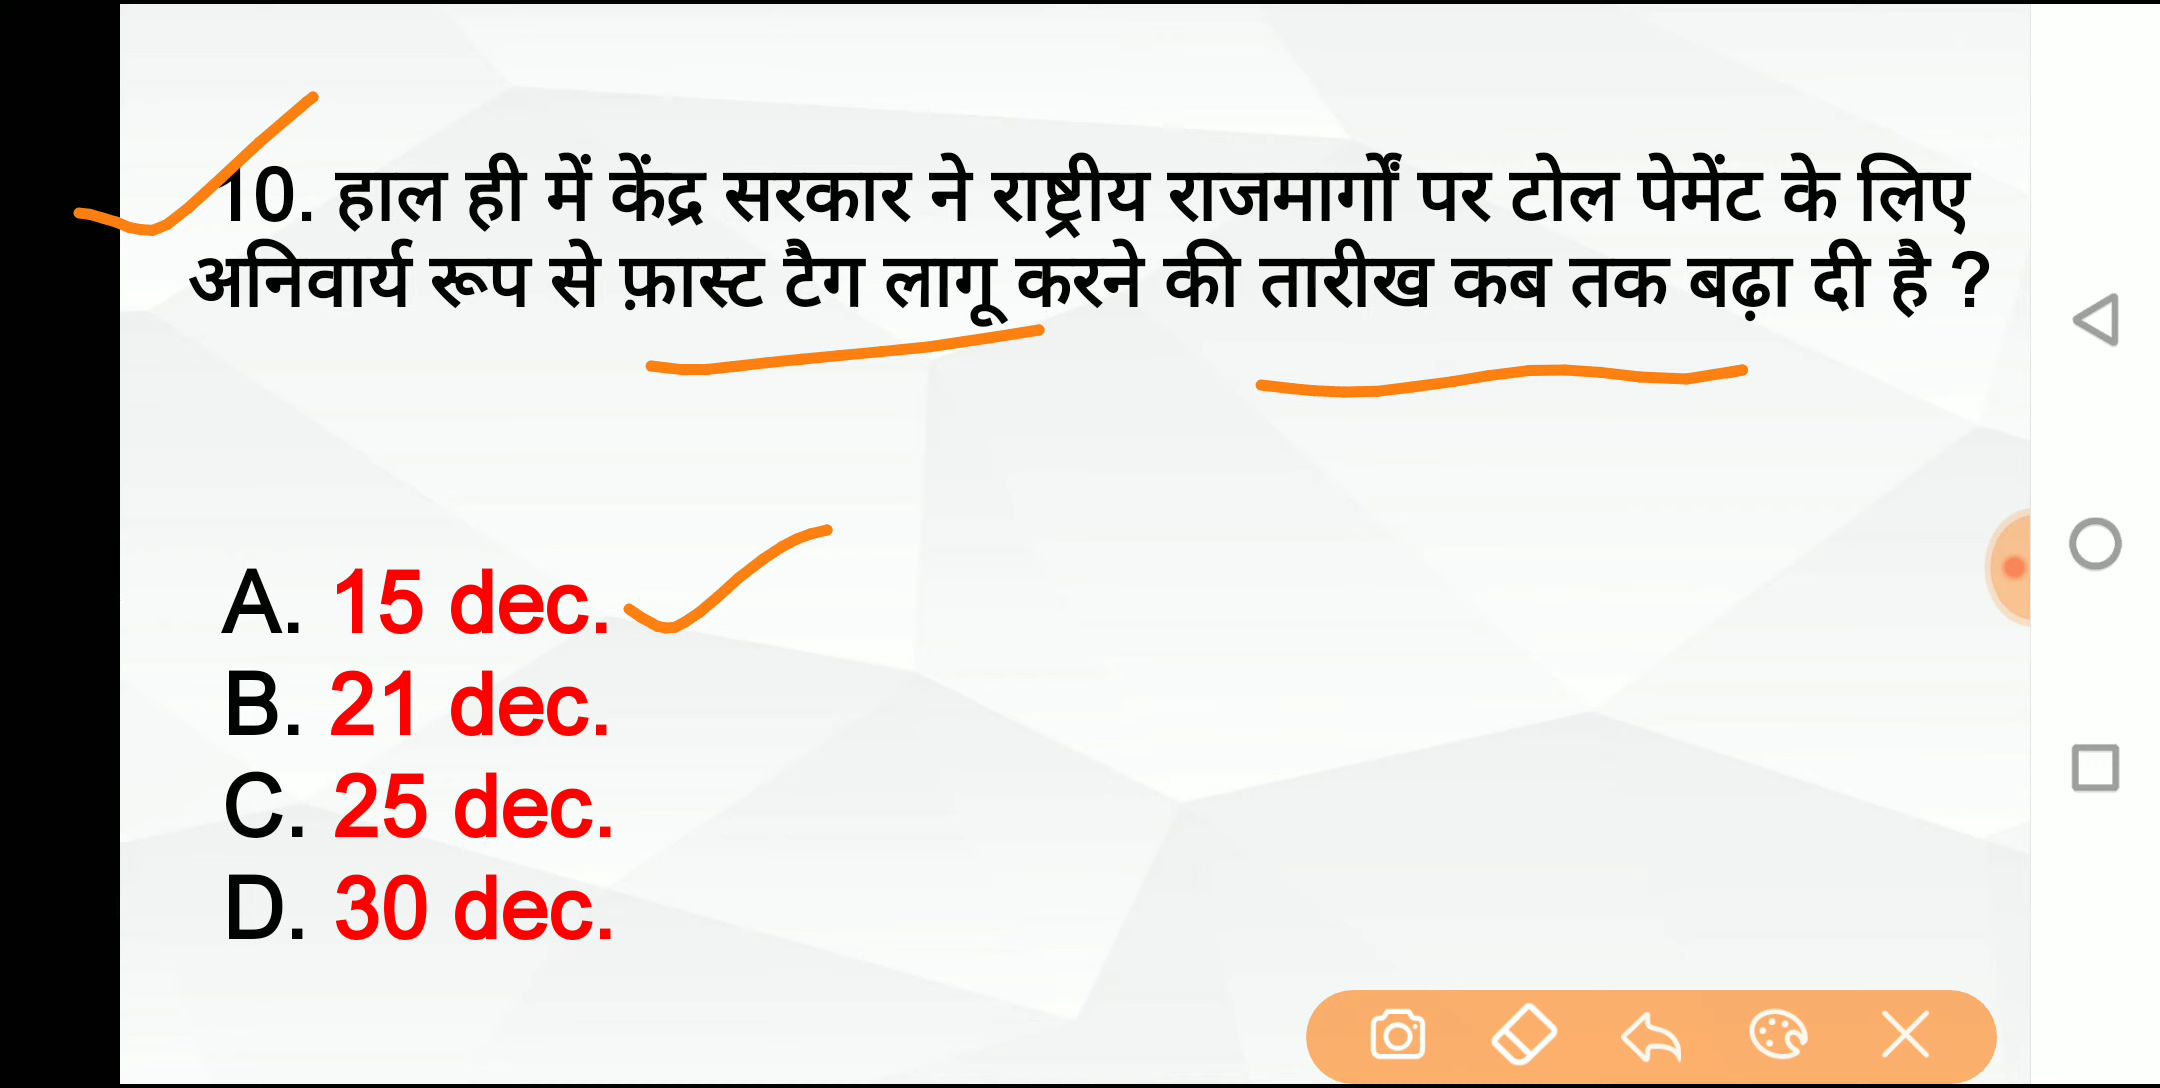 10. हाल ही में केंद्र सरकार ने राष्ट्रीय राजमार्गों पर टोल पेमेंट के लिए
अनिवार्य रूप से फ़ास्ट टैग लागू करने की तारीख कब तक बढ़ा दी है ?
A. 15 dec.
B. 21 dec.
C. 25 dec.
D. 30 dec.